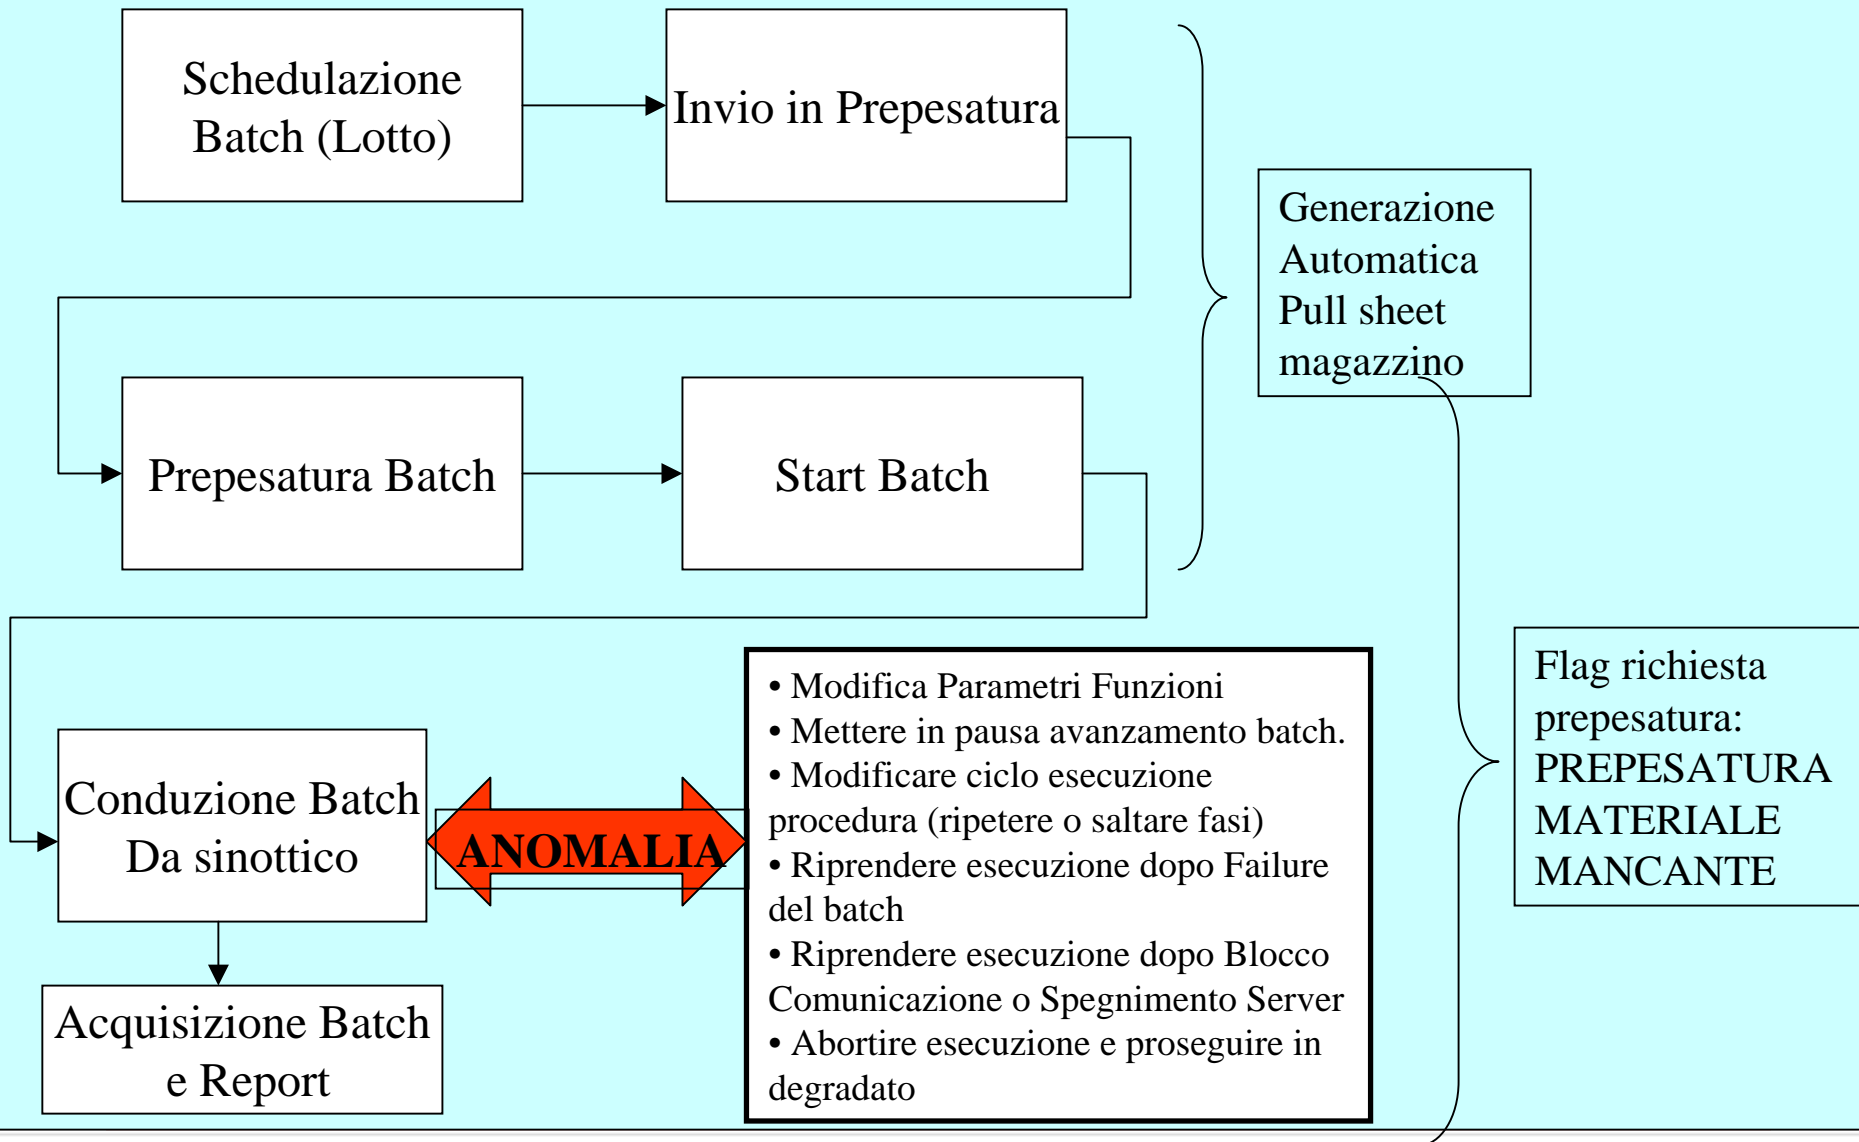 Schedulazione
Batch (Lotto)
Invio in Prepesatura
Generazione
Automatica
Pull sheet
magazzino
Prepesatura Batch
Start Batch
Conduzione Batch
Da sinottico
ANOMALIA
• Modifica Parametri Funzioni
• Mettere in pausa avanzamento batch.
• Modificare ciclo esecuzione
procedura (ripetere o saltare fasi)
• Riprendere esecuzione dopo Failure
del batch
• Riprendere esecuzione dopo Blocco
Comunicazione o Spegnimento Server
• Abortire esecuzione e proseguire in
degradato
Flag richiesta
prepesatura:
PREPESATURA
MATERIALE
MANCANTE
Acquisizione Batch
e Report